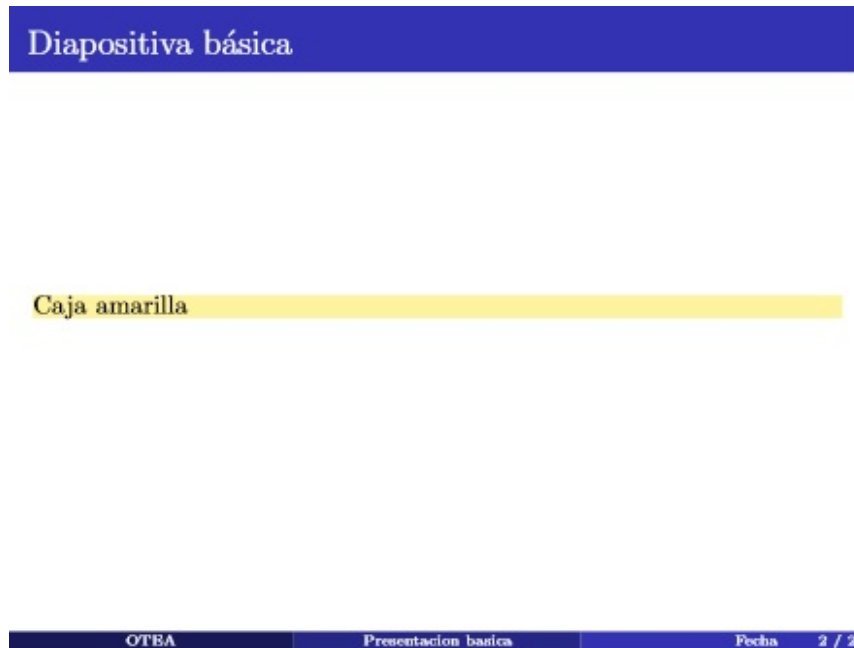 Diapositiva básica
Caja amarilla
OTEA Presentacion basica Fecha 2 / 2